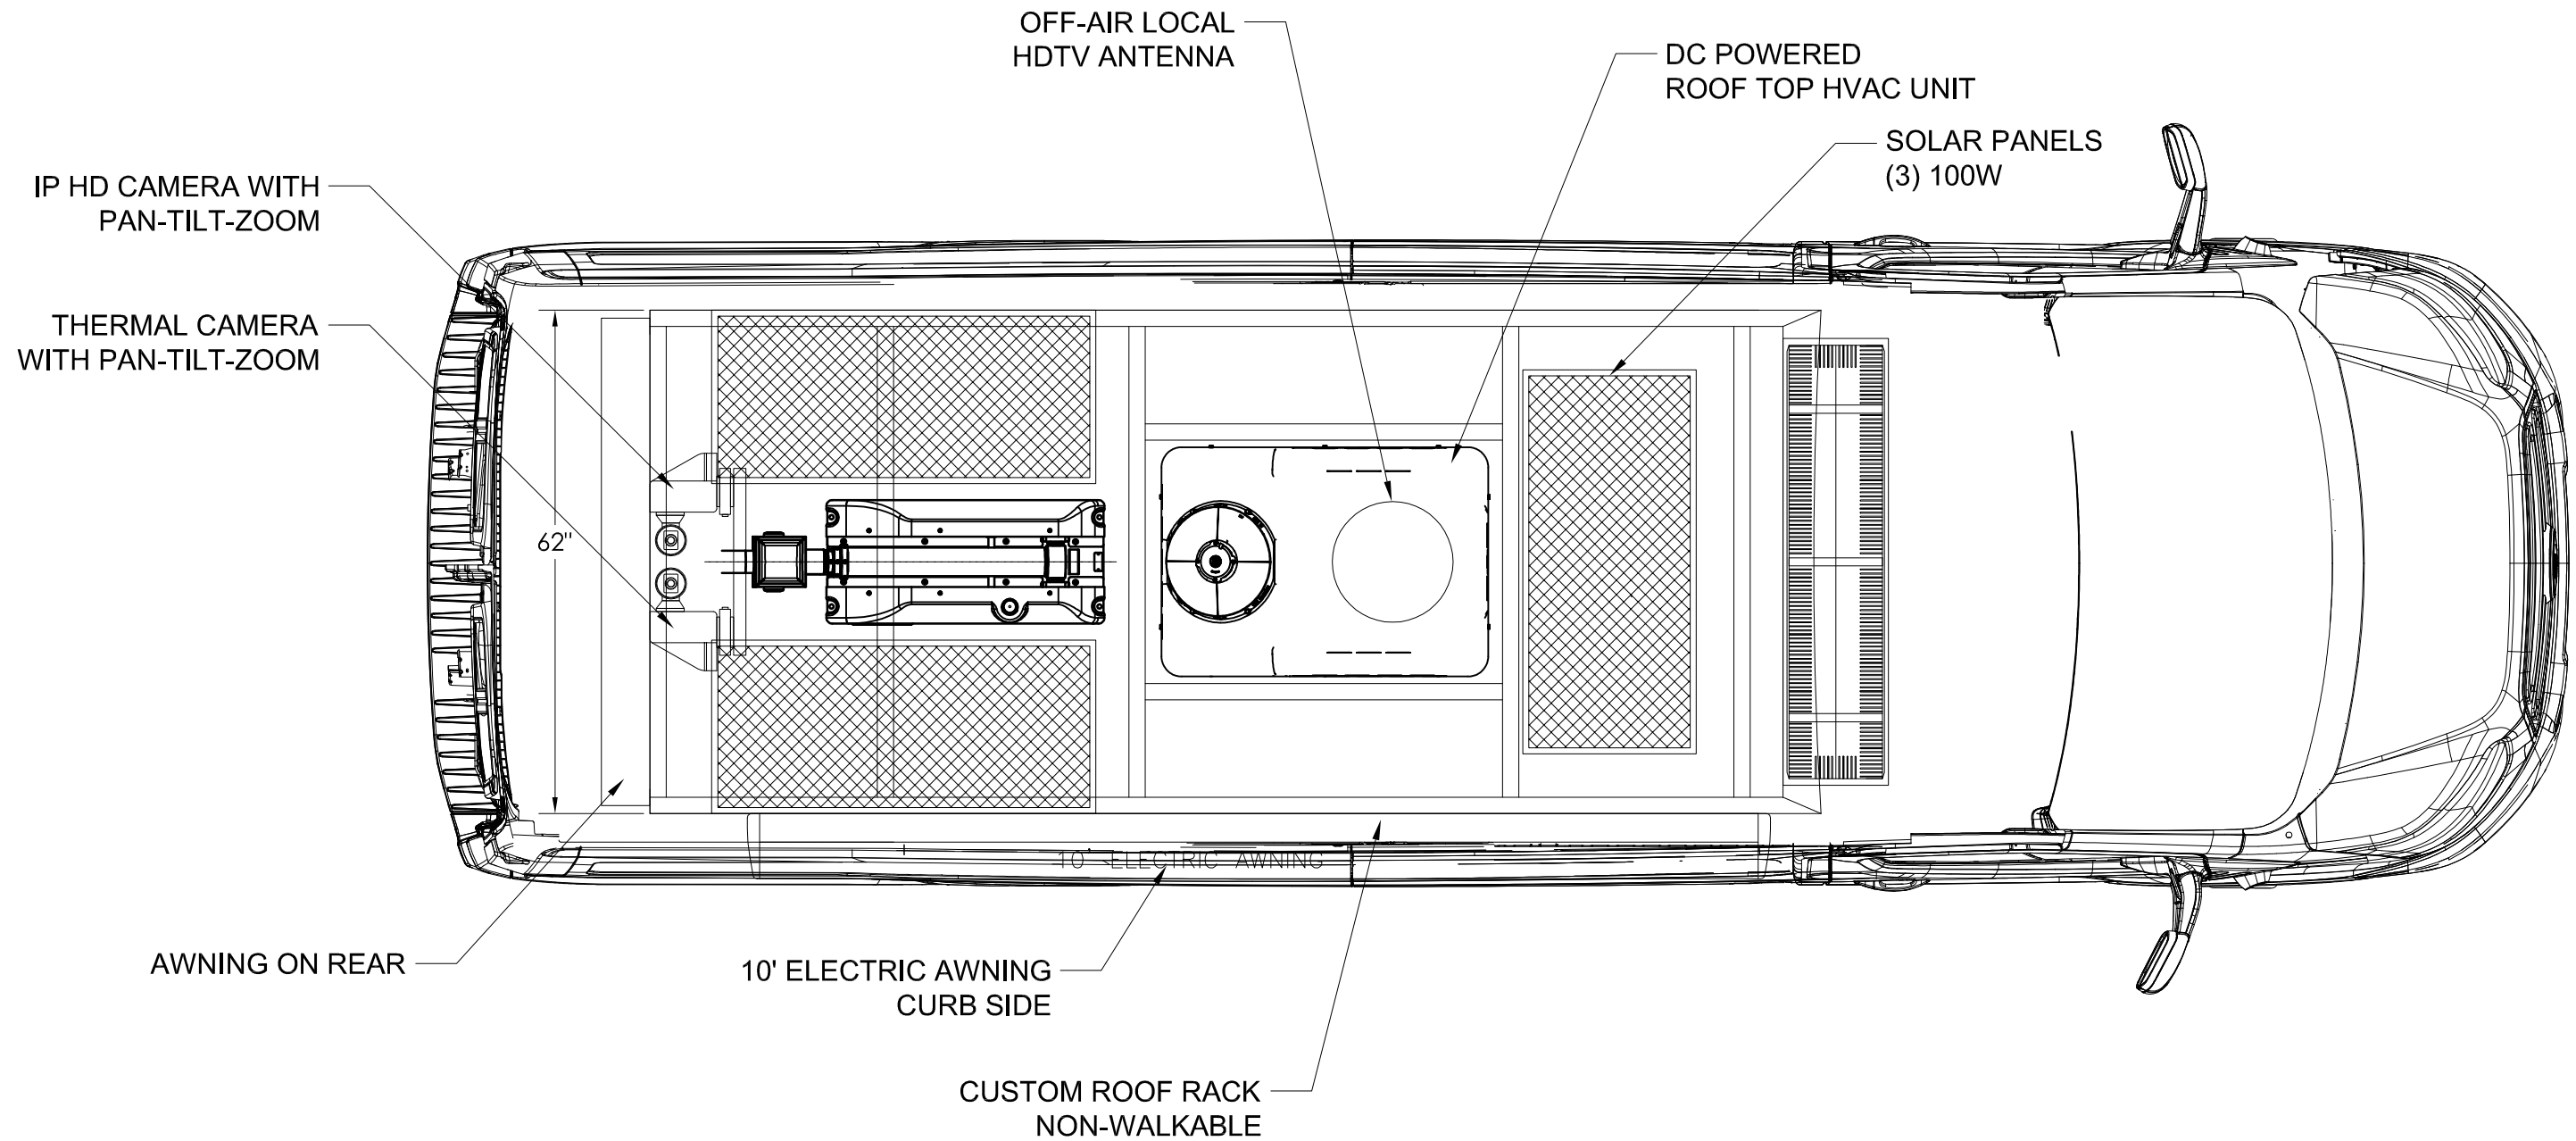 OFF-AIR LOCAL
HDTV ANTENNA
DC POWERED
ROOF TOP HVAC UNIT
SOLAR PANELS
(3) 100W
IP HD CAMERA WITH
PAN-TILT-ZOOM
THERMAL CAMERA
WITH PAN-TILT-ZOOM
62"
10' ELECTRIC AWNING
AWNING ON REAR
10' ELECTRIC AWNING
CURB SIDE
CUSTOM ROOF RACK
NON-WALKABLE